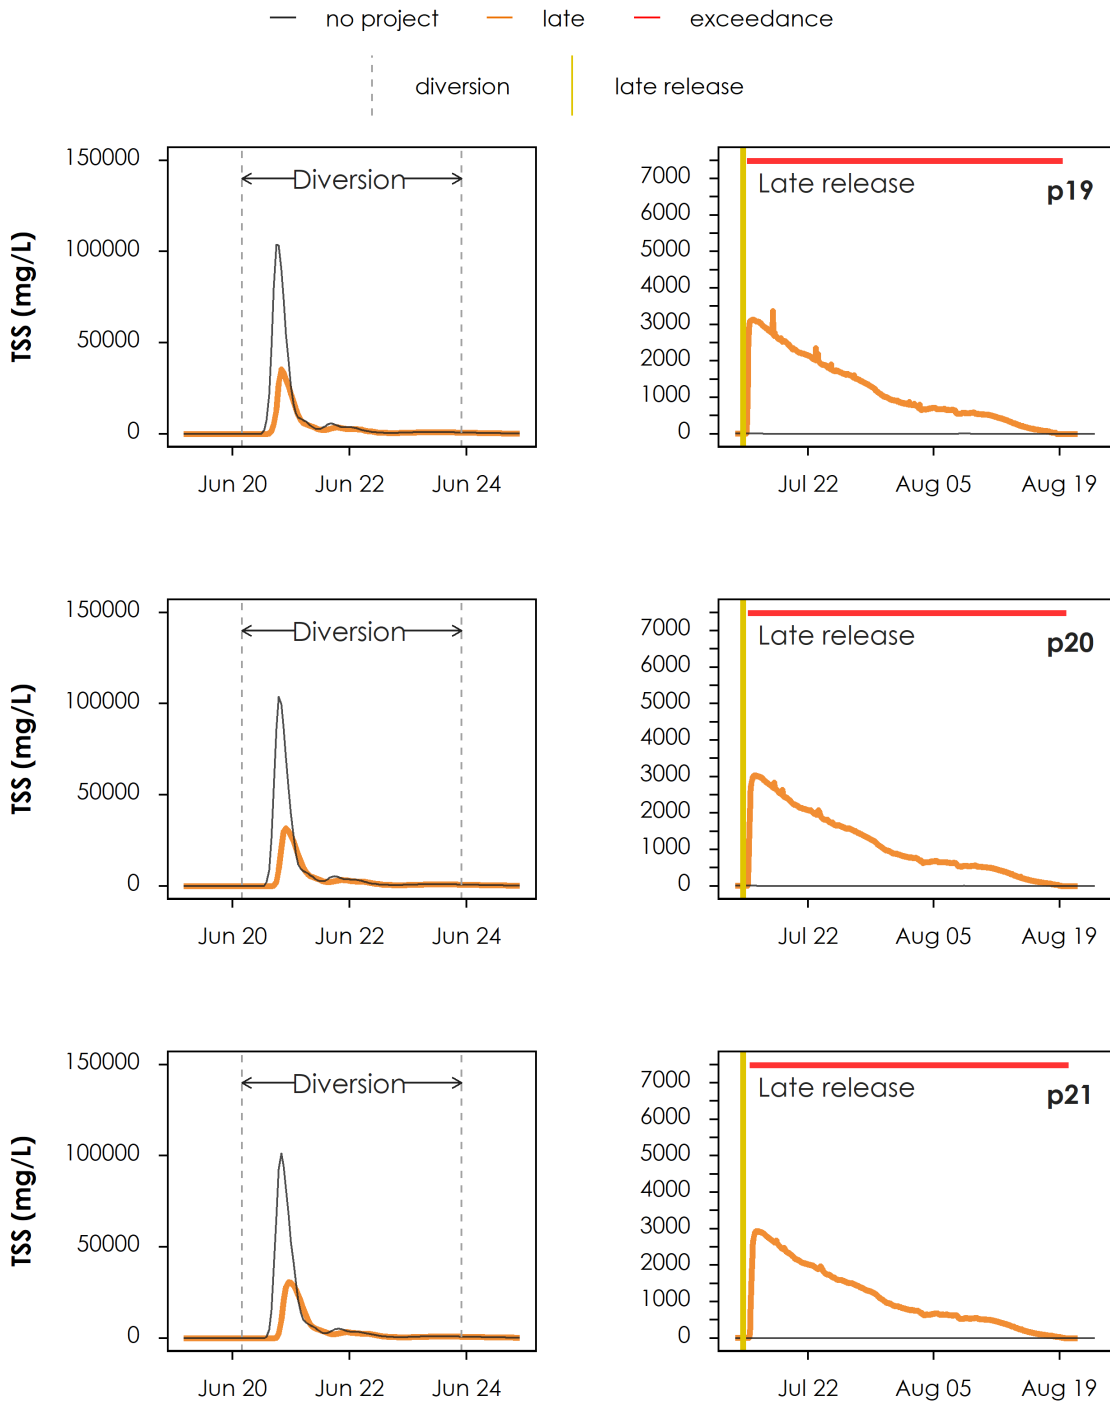 no project late exceedance
diversion late release
150000
100000
50000
0
TSS (mg/L)
Diversion
Jun 20 Jun 22 Jun 24
7000
6000
5000
4000
3000
2000
1000
0
Late release
p19
Jul 22 Aug 05 Aug 19
150000
100000
50000
0
TSS (mg/L)
Diversion
Jun 20 Jun 22 Jun 24
7000
6000
5000
4000
3000
2000
1000
0
Late release
p20
Jul 22 Aug 05 Aug 19
150000
100000
50000
0
TSS (mg/L)
Diversion
Jun 20 Jun 22 Jun 24
7000
6000
5000
4000
3000
2000
1000
0
Late release
p21
Jul 22 Aug 05 Aug 19